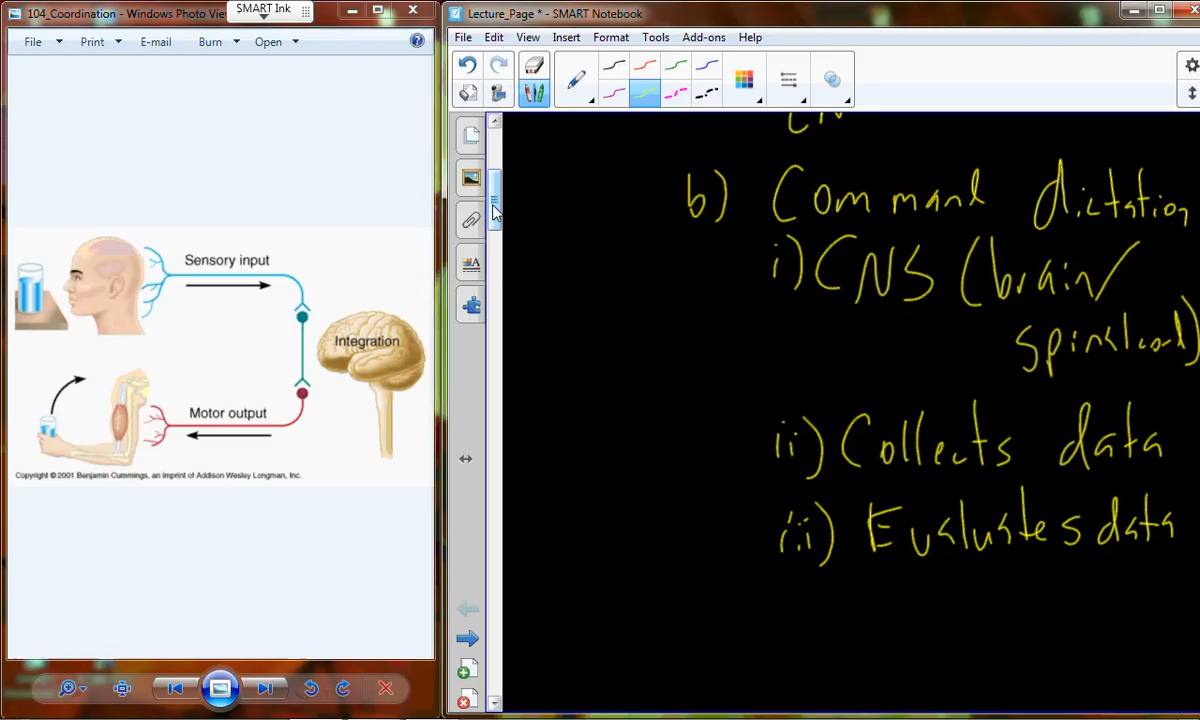 104_Coordination - Windows Photo Vie
SMART Ink
File Print E-mail Burn Open
Sensory input
Integration
Motor output
Copyright © 2001 Benjamin Cummings, an imprint of Addison Wesley Longman, Inc.
Lecture_Page * - SMART Notebook
File Edit View Insert Format Tools Add-ons Help
b) Command dictation
i) CNS (brain/
spinalcord)
ii) Collects data
iii) Evaluates data